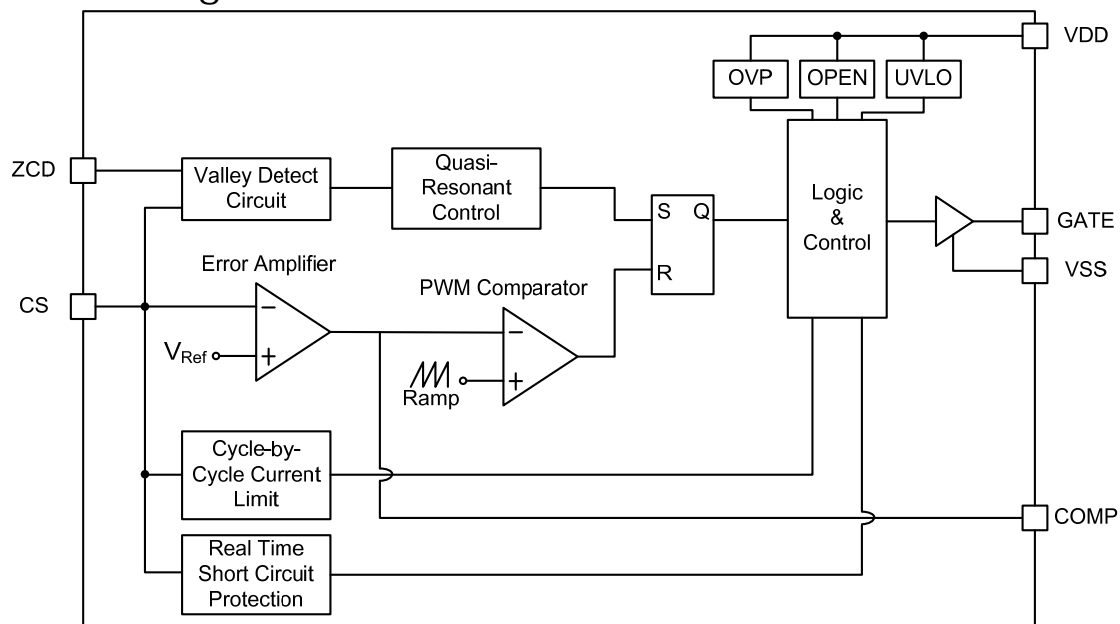 VDD
OVP
OPEN
UVLO
ZCD
Valley Detect
Circuit
Quasi-
Resonant
Control
S
Q
R
Logic
&
Control
GATE
VSS
Error Amplifier
CS
−
VRef
+
PWM Comparator
−
+
Ramp
Cycle-by-
Cycle Current
Limit
COMP
Real Time
Short Circuit
Protection